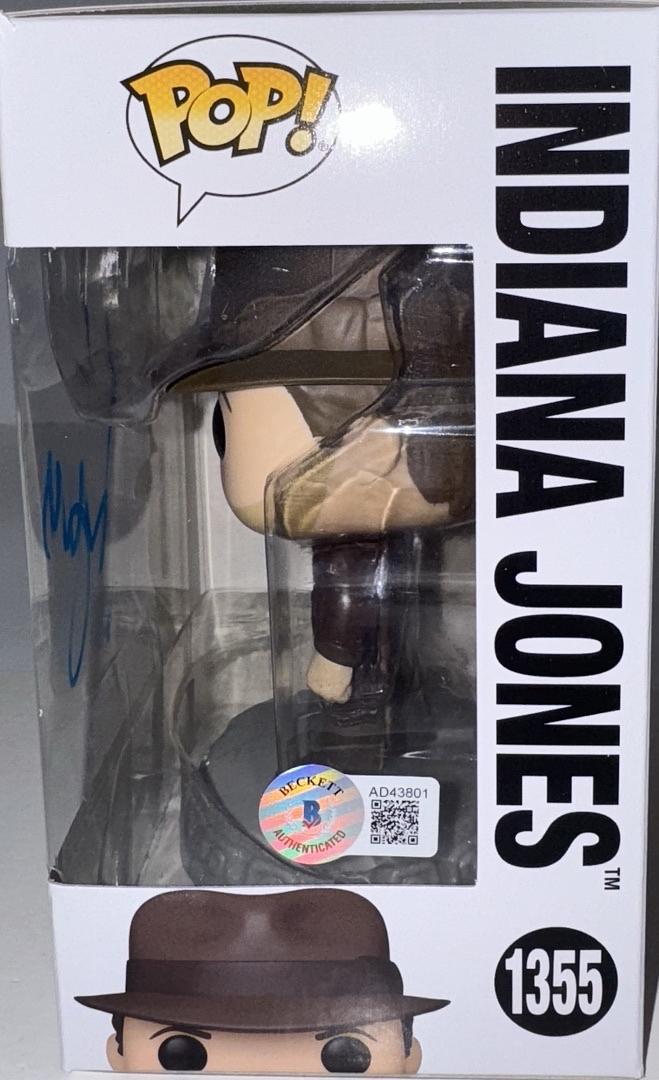 POP!
INDIANA JONES™
BECKETT
B
AUTHENTICATED
AD43801
1355